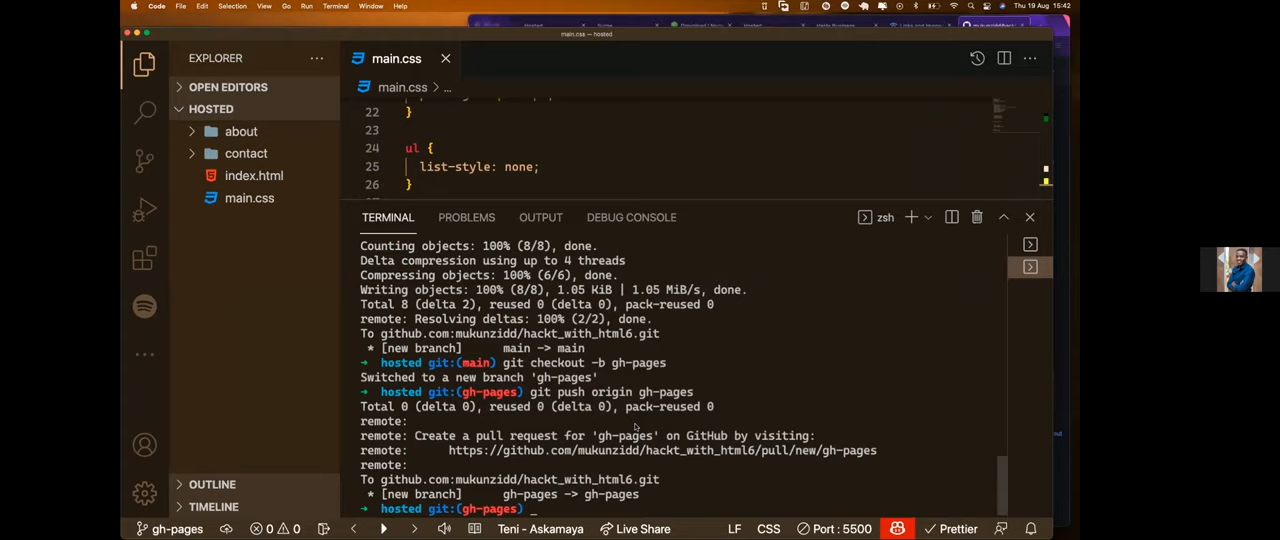 Code File Edit Selection View Go Run Terminal Window Help
Thu 19 Aug 15:42
main.css — hosted
EXPLORER
main.css
OPEN EDITORS
main.css > ...
HOSTED
about
contact
index.html
main.css
22 }
23
24 ul {
25 list-style: none;
26 }
TERMINAL PROBLEMS OUTPUT DEBUG CONSOLE
zsh
Counting objects: 100% (8/8), done.
Delta compression using up to 4 threads
Compressing objects: 100% (6/6), done.
Writing objects: 100% (8/8), 1.05 KiB | 1.05 MiB/s, done.
Total 8 (delta 2), reused 0 (delta 0), pack-reused 0
remote: Resolving deltas: 100% (2/2), done.
To github.com:mukunzidd/hackt_with_html6.git
* [new branch] main -> main
➜ hosted git:(main) git checkout -b gh-pages
Switched to a new branch 'gh-pages'
➜ hosted git:(gh-pages) git push origin gh-pages
Total 0 (delta 0), reused 0 (delta 0), pack-reused 0
remote:
remote: Create a pull request for 'gh-pages' on GitHub by visiting:
remote: https://github.com/mukunzidd/hackt_with_html6/pull/new/gh-pages
remote:
To github.com:mukunzidd/hackt_with_html6.git
* [new branch] gh-pages -> gh-pages
➜ hosted git:(gh-pages) _
OUTLINE
TIMELINE
gh-pages 0 0 Teni - Askamaya Live Share LF CSS Port : 5500 Prettier